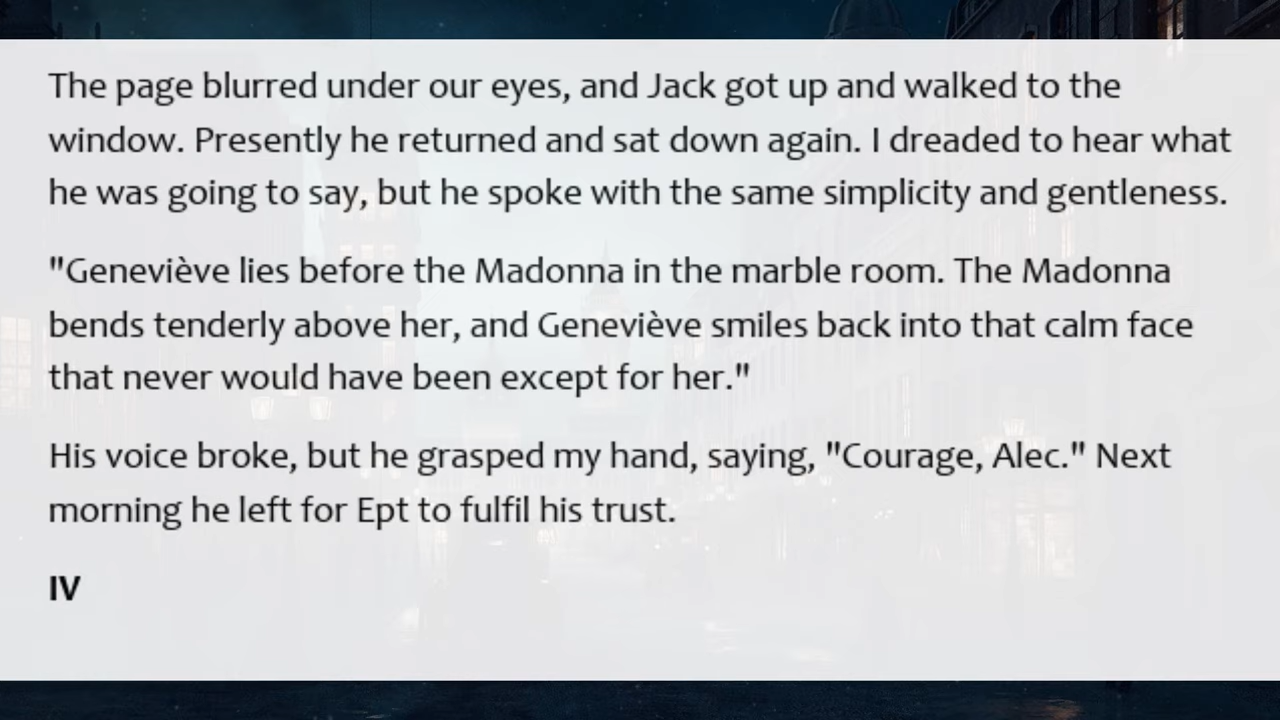 The page blurred under our eyes, and Jack got up and walked to the
window. Presently he returned and sat down again. I dreaded to hear what
he was going to say, but he spoke with the same simplicity and gentleness.
"Geneviève lies before the Madonna in the marble room. The Madonna
bends tenderly above her, and Geneviève smiles back into that calm face
that never would have been except for her."
His voice broke, but he grasped my hand, saying, "Courage, Alec." Next
morning he left for Ept to fulfil his trust.
IV